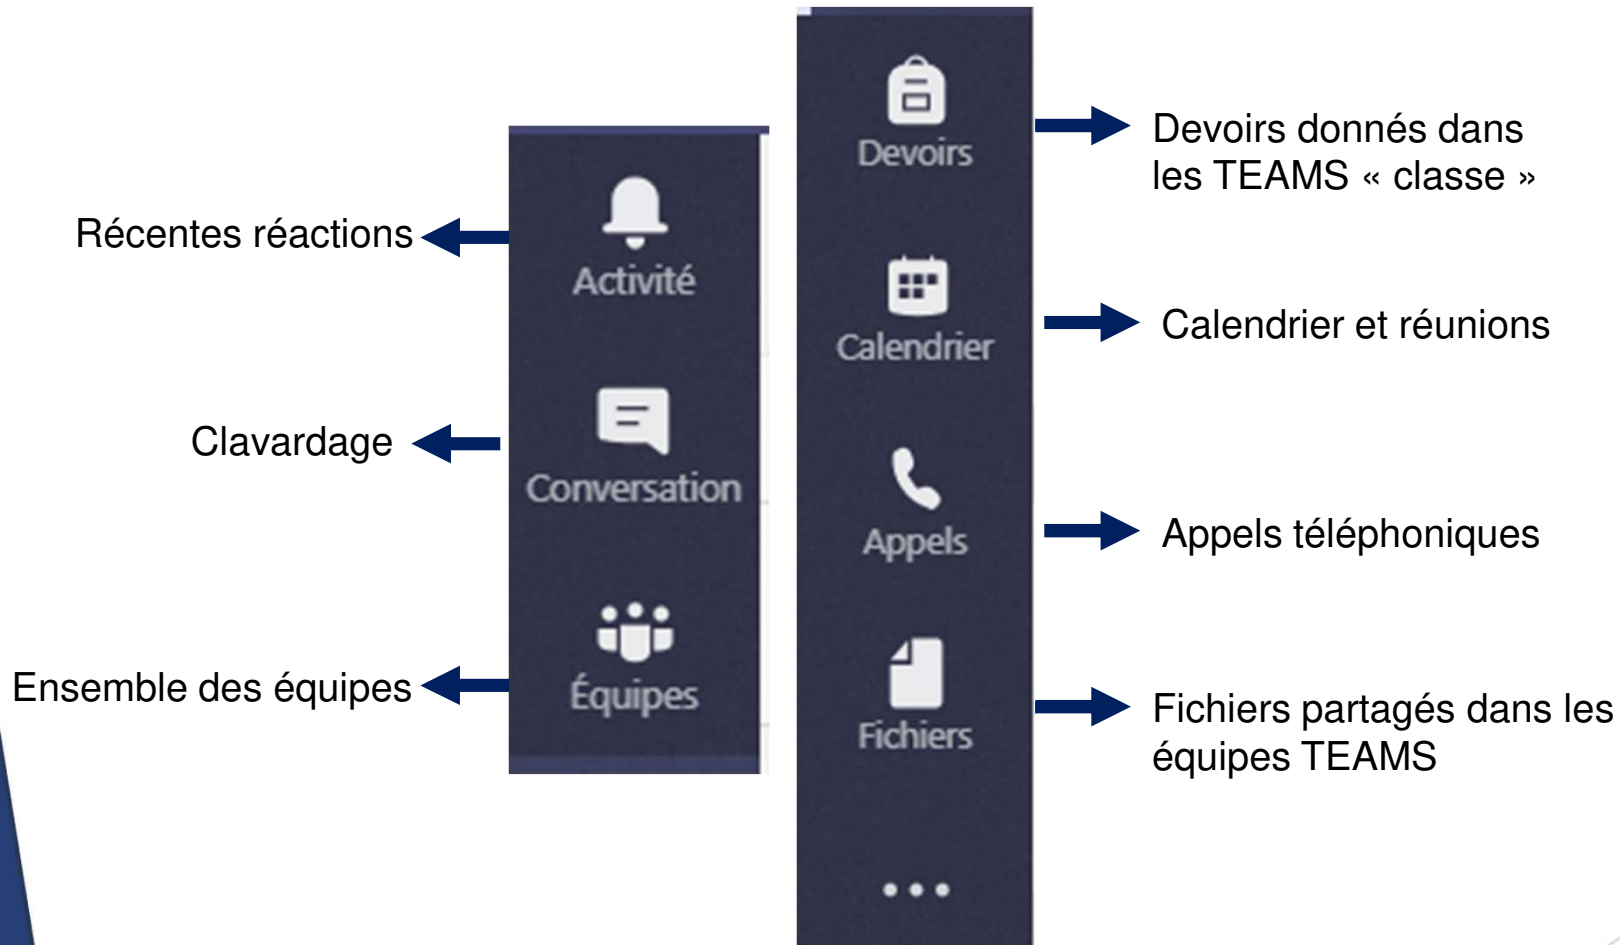 Récentes réactions
Activité
Clavardage
Conversation
Ensemble des équipes
Équipes
Devoirs
Devoirs donnés dans
les TEAMS « classe »
Calendrier
Calendrier et réunions
Appels
Appels téléphoniques
Fichiers
Fichiers partagés dans les
équipes TEAMS